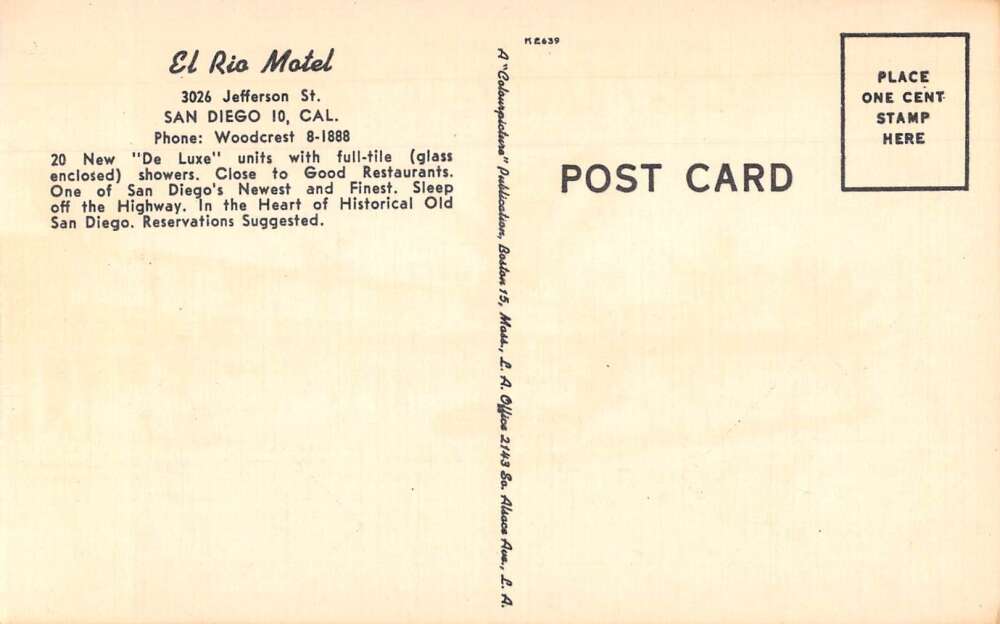 El Rio Motel
3026 Jefferson St.
SAN DIEGO 10, CAL.
Phone: Woodcrest 8-1888
20 New "De Luxe" units with full-tile (glass
enclosed) showers. Close to Good Restaurants.
One of San Diego's Newest and Finest. Sleep
off the Highway. In the Heart of Historical Old
San Diego. Reservations Suggested.
A "Colourpicture" Publication, Boston 15, Mass., L. A. Office 2143 So. Alsace Ave., L. A.
K2639
POST CARD
PLACE
ONE CENT
STAMP
HERE